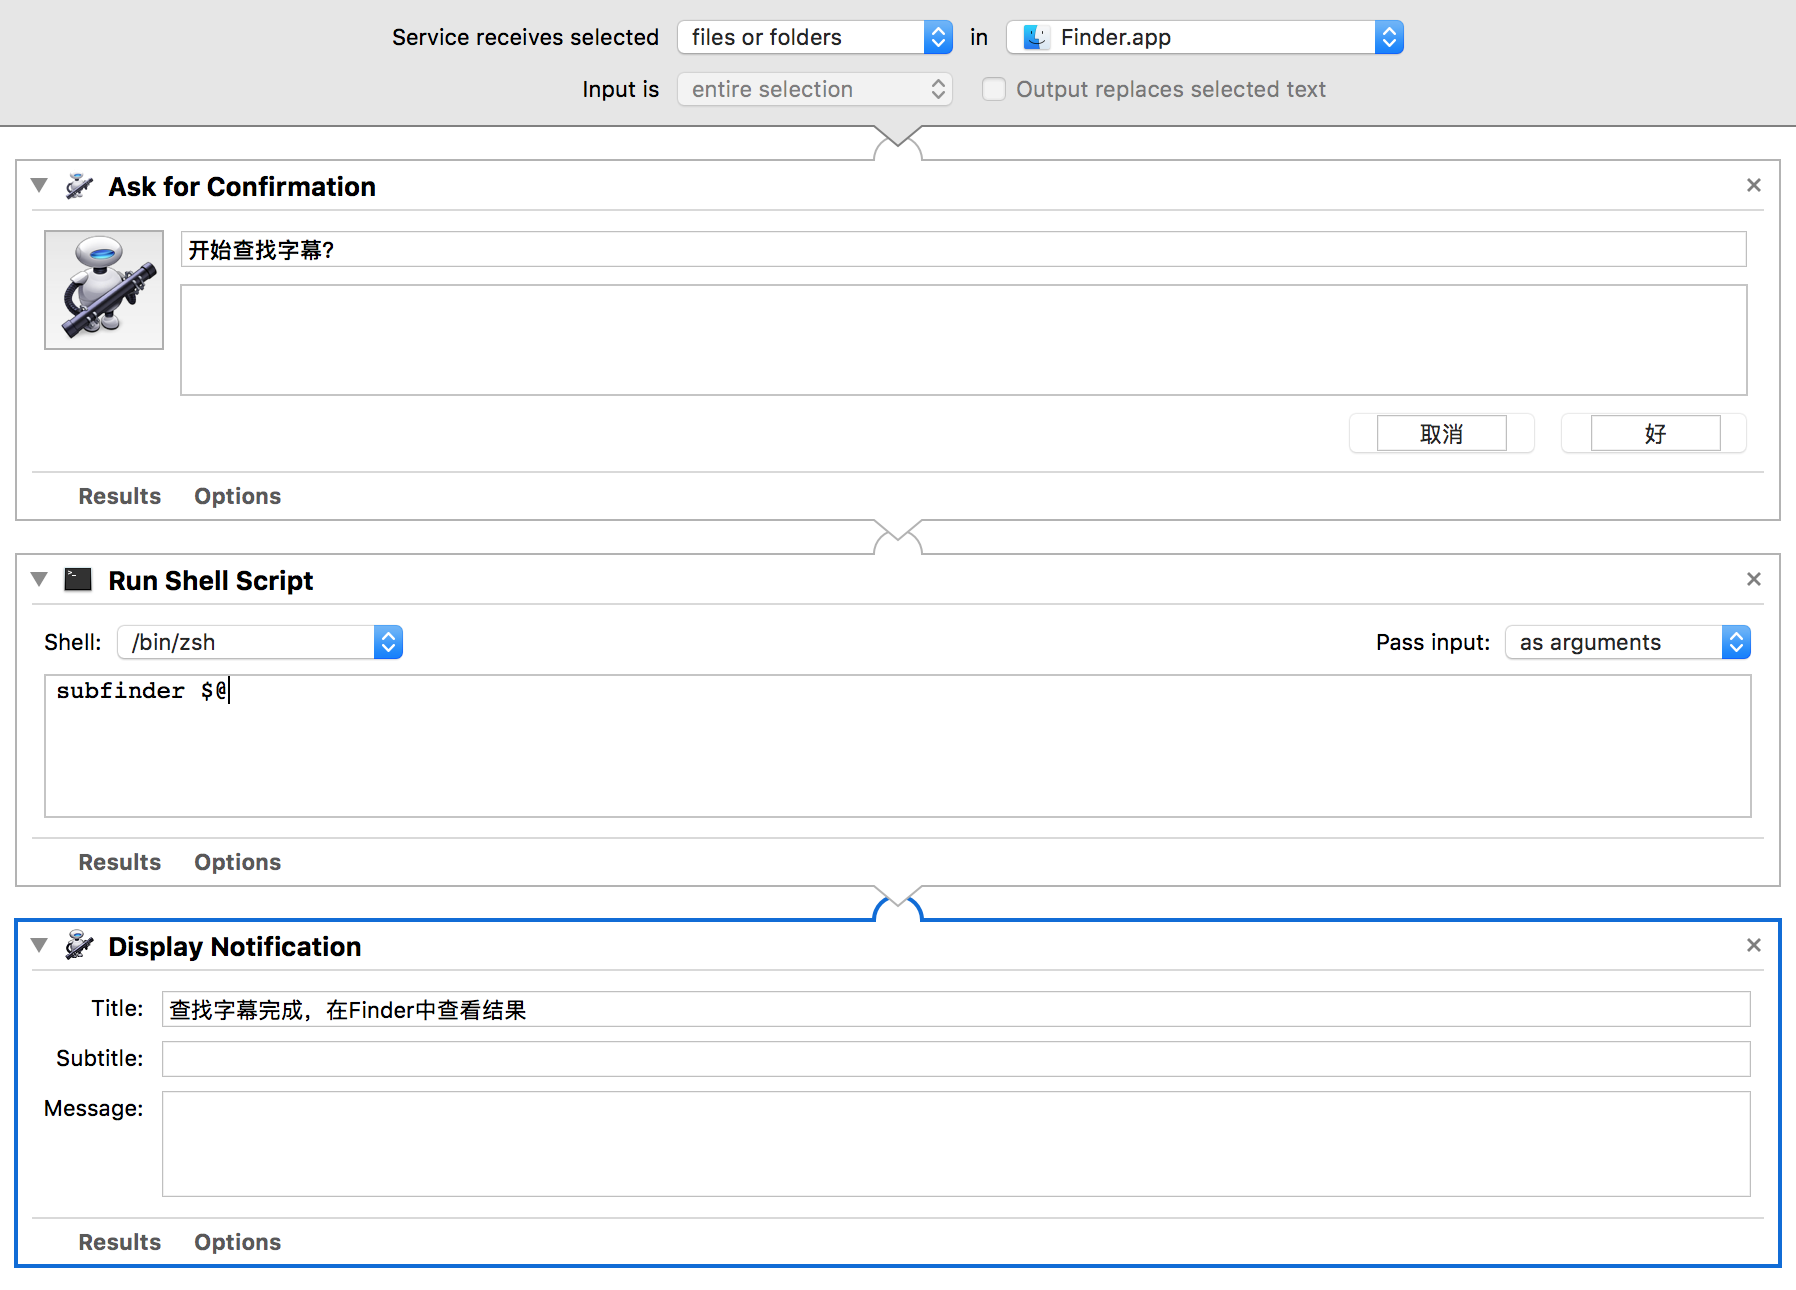 Service receives selected files or folders in Finder.app
Input is entire selection Output replaces selected text
Ask for Confirmation
开始查找字幕?
取消 好
Results Options
Run Shell Script
Shell: /bin/zsh Pass input: as arguments
subfinder $@
Results Options
Display Notification
Title: 查找字幕完成，在Finder中查看结果
Subtitle:
Message:
Results Options